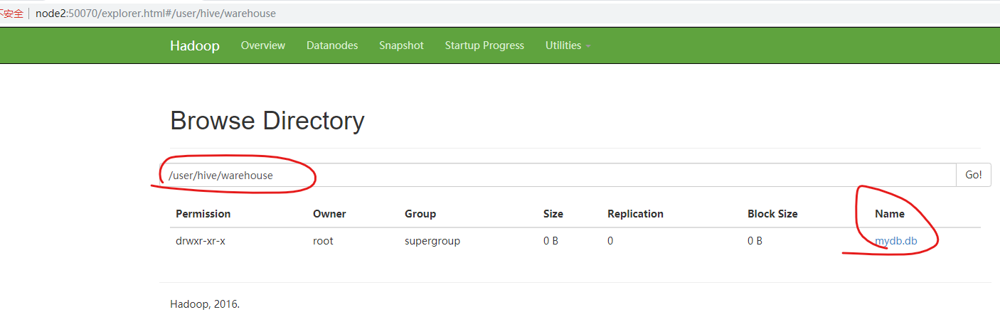 不安全 | node2:50070/explorer.html#/user/hive/warehouse
Hadoop Overview Datanodes Snapshot Startup Progress Utilities
Browse Directory
/user/hive/warehouse Go!
Permission Owner Group Size Replication Block Size Name
drwxr-xr-x root supergroup 0 B 0 0 B mydb.db
Hadoop, 2016.